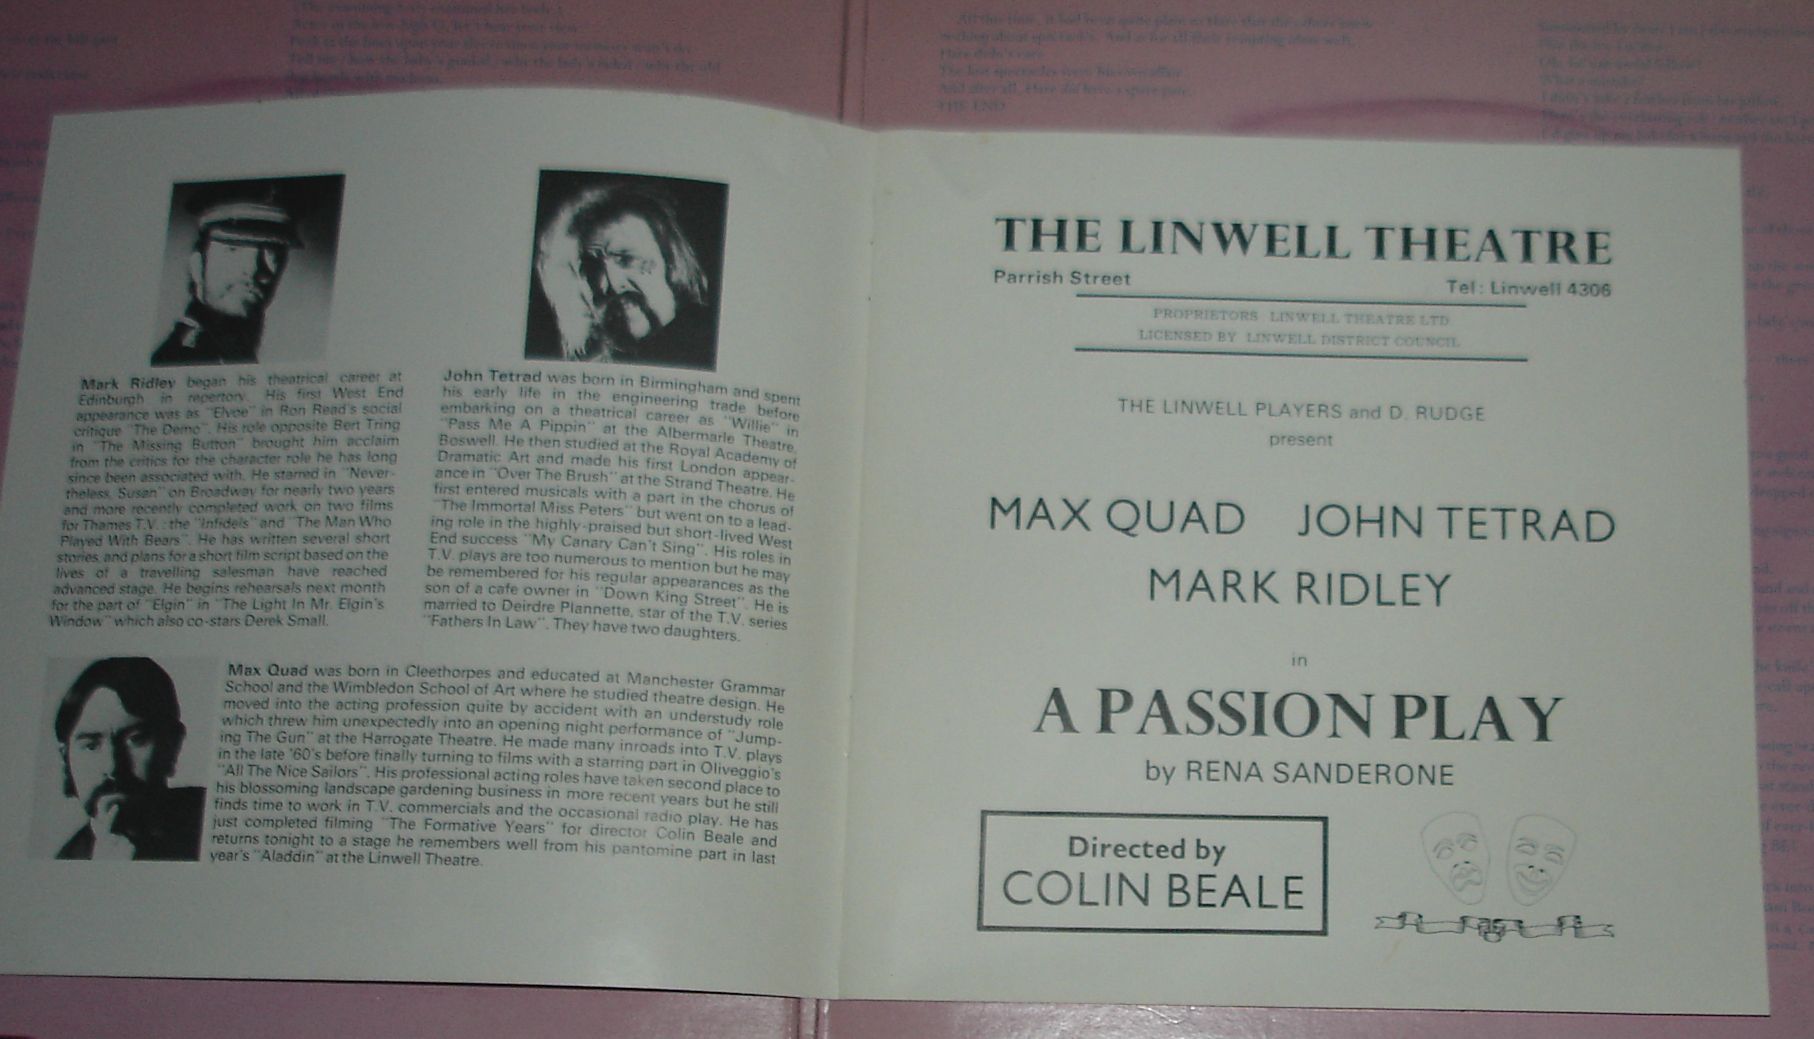 Mark Ridley began his theatrical career at
Edinburgh in repertory. His first West End
appearance was as "Elvoe" in Ron Read's social
critique "The Demo". His role opposite Bert Tring
in "The Missing Button" brought him acclaim
from the critics for the character role he has long
since been associated with. He starred in "Never-
theless, Susan" on Broadway for nearly two years
and more recently completed work on two films
for Thames T.V.: the "Infidels" and "The Man Who
Played With Bears". He has written several short
stories, and plans for a short film script based on the
lives of a travelling salesman have reached
advanced stage. He begins rehearsals next month
for the part of "Elgin" in "The Light In Mr. Elgin's
Window" which also co-stars Derek Small.
John Tetrad was born in Birmingham and spent
his early life in the engineering trade before
embarking on a theatrical career as "Willie" in
"Pass Me A Pippin" at the Albermarle Theatre,
Boswell. He then studied at the Royal Academy of
Dramatic Art and made his first London appear-
ance in "Over The Brush" at the Strand Theatre. He
first entered musicals with a part in the chorus of
"The Immortal Miss Peters" but went on to a lead-
ing role in the highly-praised but short-lived West
End success "My Canary Can't Sing". His roles in
T.V. plays are too numerous to mention but he may
be remembered for his regular appearances as the
son of a cafe owner in "Down King Street". He is
married to Deirdre Plannette, star of the T.V. series
"Fathers In Law". They have two daughters.
Max Quad was born in Cleethorpes and educated at Manchester Grammar
School and the Wimbledon School of Art where he studied theatre design. He
moved into the acting profession quite by accident with an understudy role
which threw him unexpectedly into an opening night performance of "Jump-
ing The Gun" at the Harrogate Theatre. He made many inroads into T.V. plays
in the late '60's before finally turning to films with a starring part in Oliveggio's
"All The Nice Sailors". His professional acting roles have taken second place to
his blossoming landscape gardening business in more recent years but he still
finds time to work in T.V. commercials and the occasional radio play. He has
just completed filming "The Formative Years" for director Colin Beale and
returns tonight to a stage he remembers well from his pantomine part in last
year's "Aladdin" at the Linwell Theatre.
THE LINWELL THEATRE
Parrish Street Tel: Linwell 4306
PROPRIETORS LINWELL THEATRE LTD.
LICENSED BY LINWELL DISTRICT COUNCIL
THE LINWELL PLAYERS and D. RUDGE
present
MAX QUAD JOHN TETRAD
MARK RIDLEY
in
A PASSION PLAY
by RENA SANDERONE
Directed by
COLIN BEALE